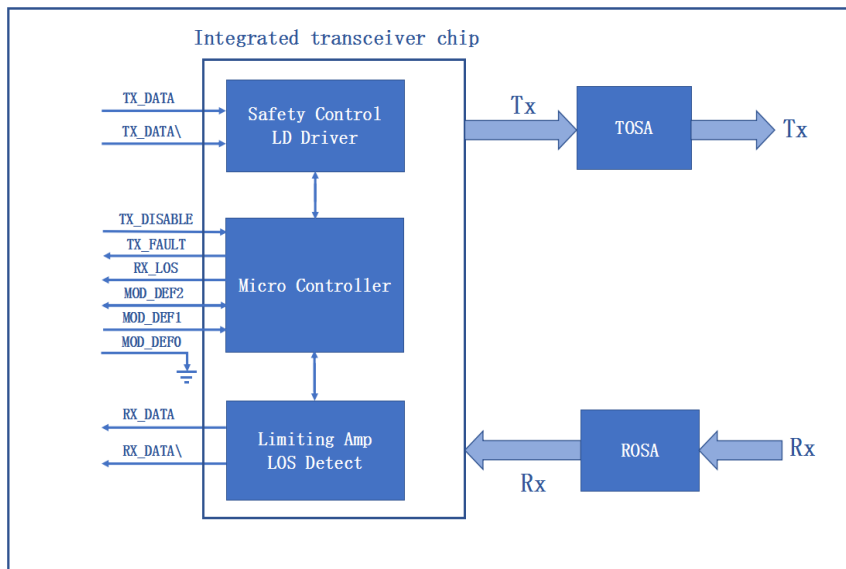 Integrated transceiver chip
TX_DATA
TX_DATA\
Safety Control
LD Driver
Tx
TOSA
Tx
TX_DISABLE
TX_FAULT
RX_LOS
MOD_DEF2
MOD_DEF1
MOD_DEF0
Micro Controller
RX_DATA
RX_DATA\
Limiting Amp
LOS Detect
Rx
ROSA
Rx